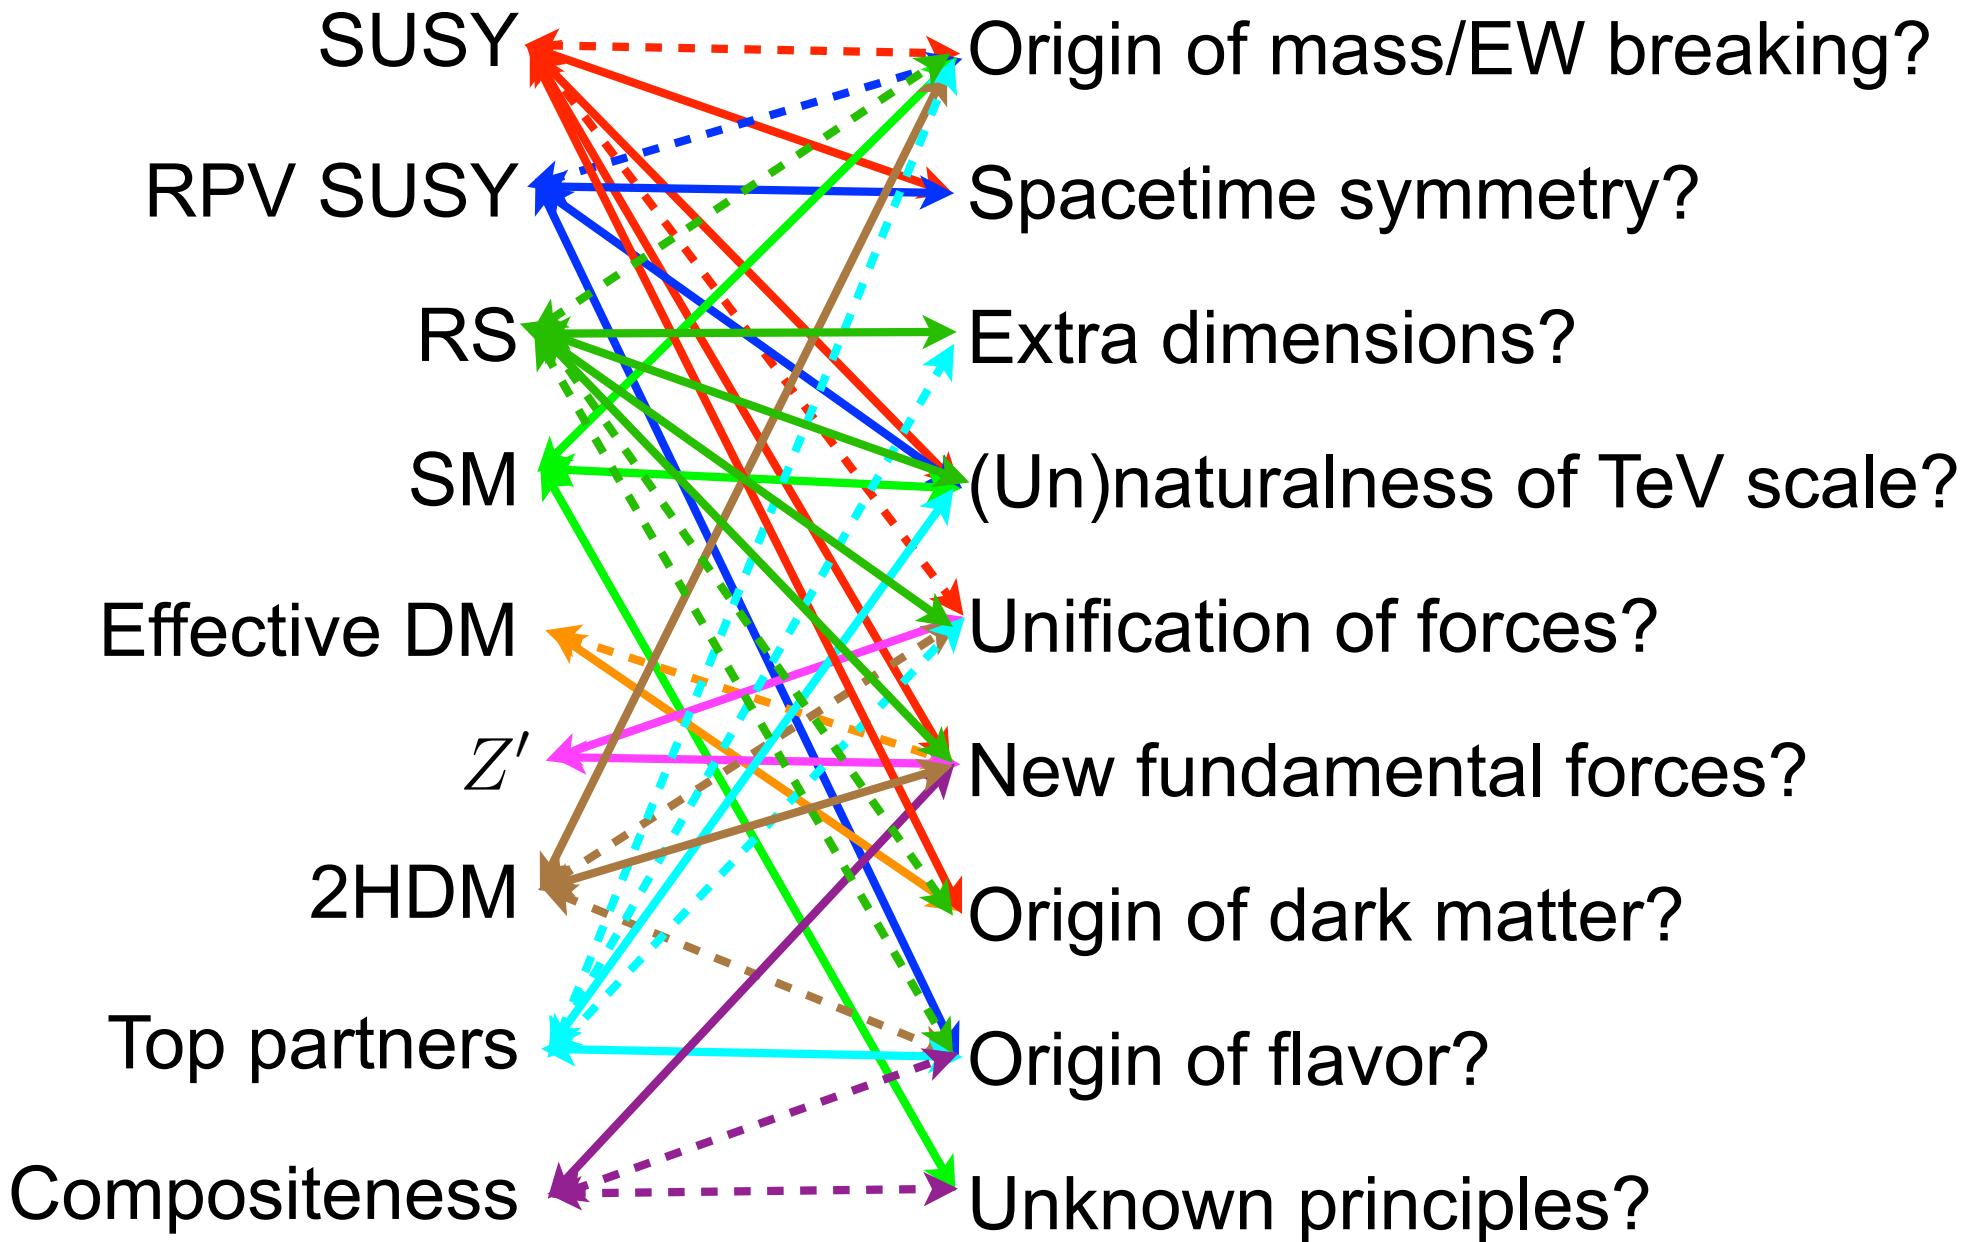 SUSY
Origin of mass/EW breaking?
RPV SUSY
Spacetime symmetry?
RS
Extra dimensions?
SM
(Un)naturalness of TeV scale?
Effective DM
Unification of forces?
Z′
New fundamental forces?
2HDM
Origin of dark matter?
Top partners
Origin of flavor?
Compositeness
Unknown principles?